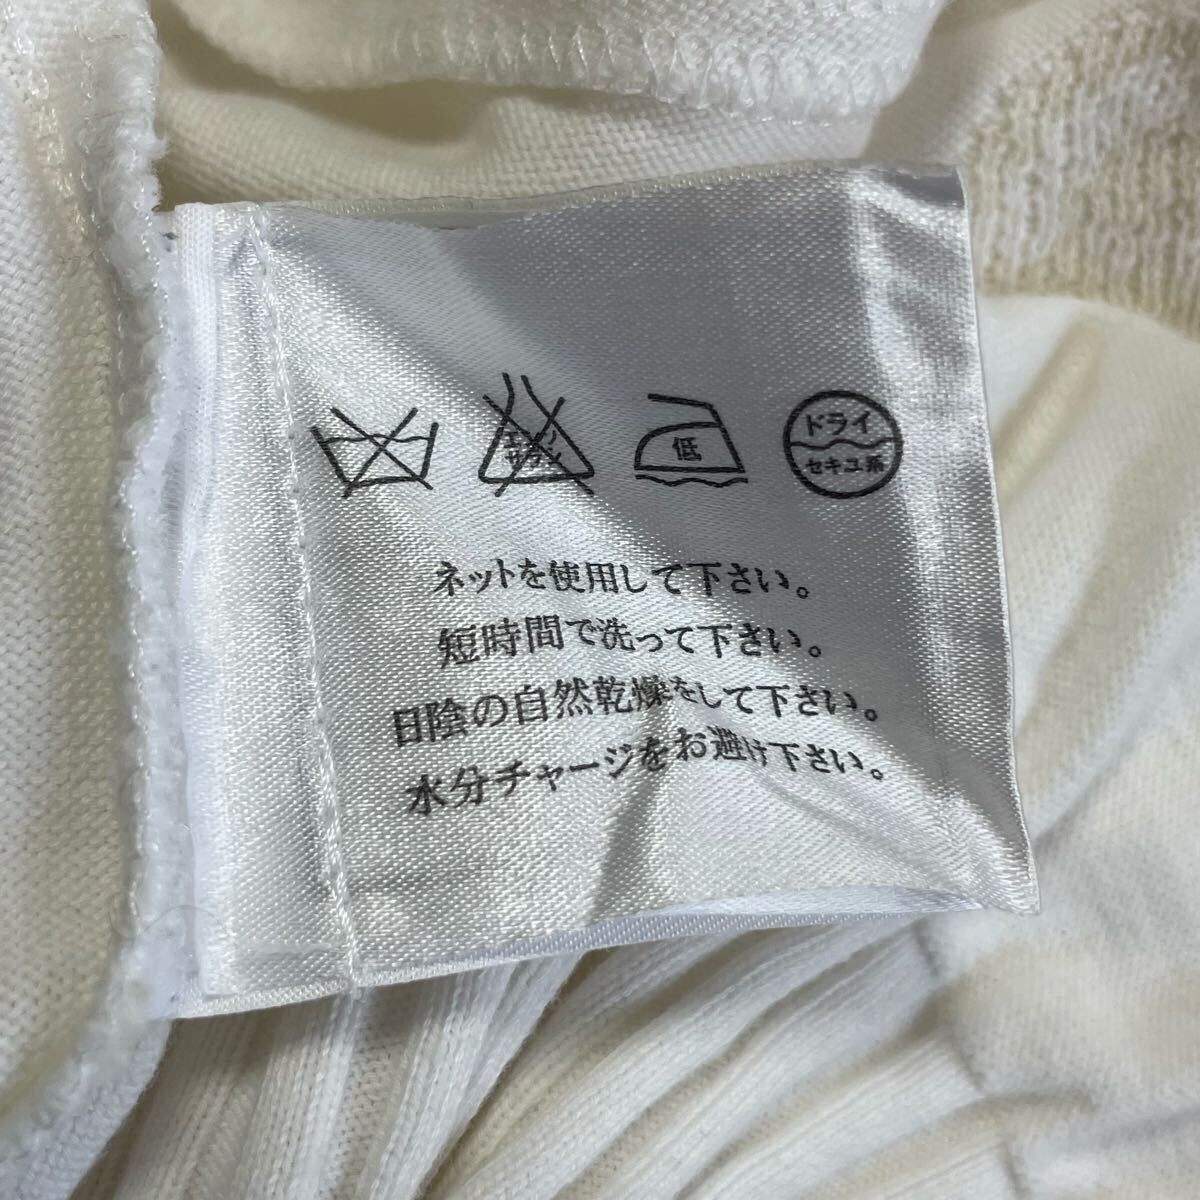 エンソ
サラシ
低
ドライ
セキユ系
ネットを使用して下さい。
短時間で洗って下さい。
日陰の自然乾燥をして下さい。
水分チャージをお避け下さい。